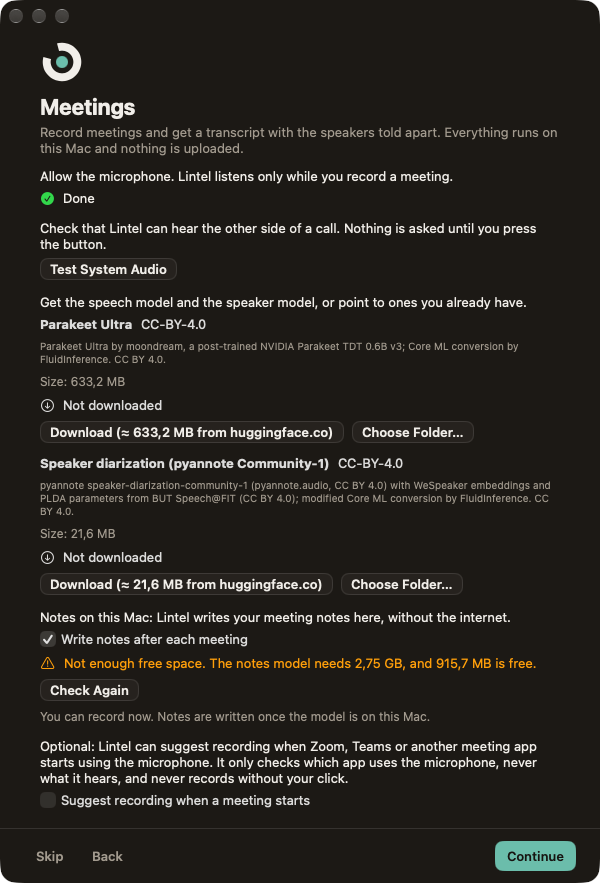 Meetings
Record meetings and get a transcript with the speakers told apart. Everything runs on
this Mac and nothing is uploaded.
Allow the microphone. Lintel listens only while you record a meeting.
Done
Check that Lintel can hear the other side of a call. Nothing is asked until you press
the button.
Test System Audio
Get the speech model and the speaker model, or point to ones you already have.
Parakeet Ultra CC-BY-4.0
Parakeet Ultra by moondream, a post-trained NVIDIA Parakeet TDT 0.6B v3; Core ML conversion by
FluidInference. CC BY 4.0.
Size: 633,2 MB
Not downloaded
Download (≈ 633,2 MB from huggingface.co) Choose Folder...
Speaker diarization (pyannote Community-1) CC-BY-4.0
pyannote speaker-diarization-community-1 (pyannote.audio, CC BY 4.0) with WeSpeaker embeddings and
PLDA parameters from BUT Speech@FIT (CC BY 4.0); modified Core ML conversion by FluidInference. CC
BY 4.0.
Size: 21,6 MB
Not downloaded
Download (≈ 21,6 MB from huggingface.co) Choose Folder...
Notes on this Mac: Lintel writes your meeting notes here, without the internet.
Write notes after each meeting
Not enough free space. The notes model needs 2,75 GB, and 915,7 MB is free.
Check Again
You can record now. Notes are written once the model is on this Mac.
Optional: Lintel can suggest recording when Zoom, Teams or another meeting app
starts using the microphone. It only checks which app uses the microphone, never
what it hears, and never records without your click.
Suggest recording when a meeting starts
Skip Back Continue